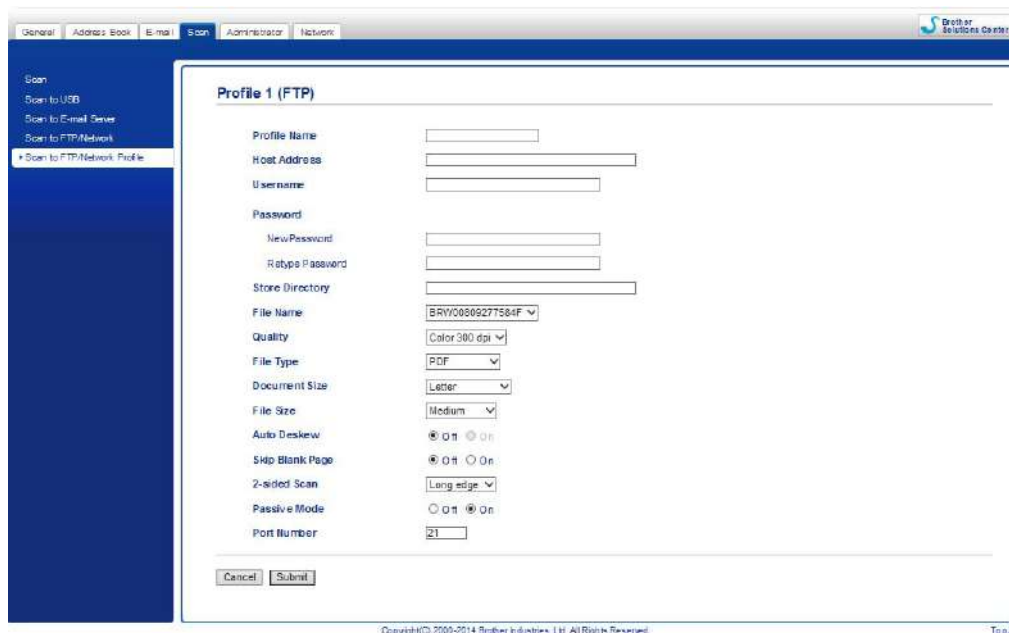 General Address Book E-mail Scan Administrator Network
Brother
Solutions Center
Scan
Scan to USB
Scan to E-mail Server
Scan to FTP/Network
Scan to FTP/Network Profile
Profile 1 (FTP)
Profile Name
Host Address
Username
Password
New Password
Retype Password
Store Directory
File Name BRW00809277584F
Quality Color 300 dpi
File Type PDF
Document Size Letter
File Size Medium
Auto Deskew Off On
Skip Blank Page Off On
2-sided Scan Long edge
Passive Mode Off On
Port Number 21
Cancel Submit
Copyright(C) 2000-2014 Brother Industries, Ltd. All Rights Reserved.